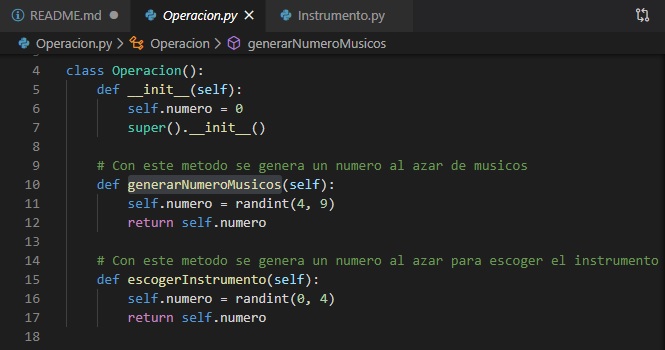 README.md Operacion.py Instrumento.py
Operacion.py > Operacion > generarNumeroMusicos
4 class Operacion():
5 def __init__(self):
6 self.numero = 0
7 super().__init__()
8
9 # Con este metodo se genera un numero al azar de musicos
10 def generarNumeroMusicos(self):
11 self.numero = randint(4, 9)
12 return self.numero
13
14 # Con este metodo se genera un numero al azar para escoger el instrumento
15 def escogerInstrumento(self):
16 self.numero = randint(0, 4)
17 return self.numero
18